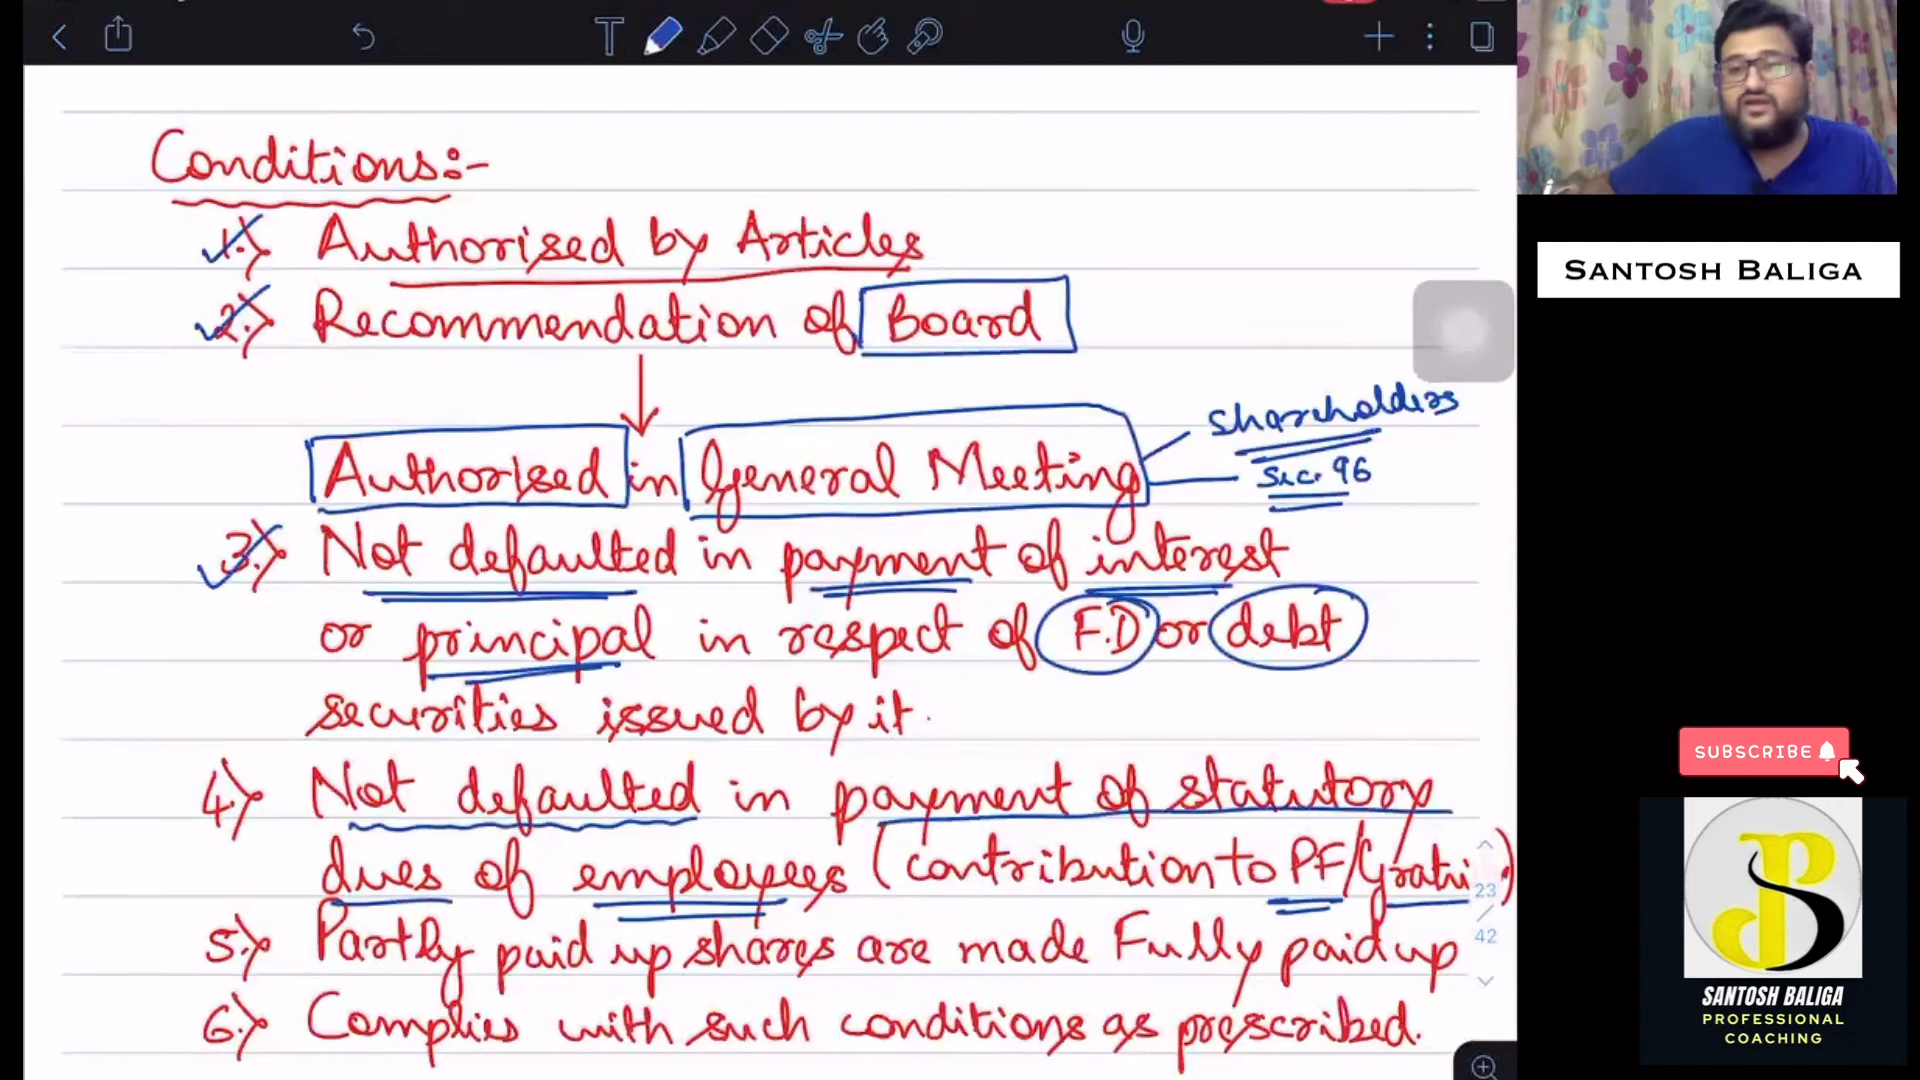 Conditions:-
1.) Authorised by Articles
2.) Recommendation of Board
shareholders
Authorised in General Meeting
Sec. 96
3.) Not defaulted in payment of interest
or principal in respect of F.D or debt
securities issued by it.
4.) Not defaulted in payment of statutory
dues of employees (contribution to PF/
5.) Partly paid up shares are made Fully paid up
6.) Complies with such conditions as prescribed.
23
42
SANTOSH BALIGA
SUBSCRIBE
SANTOSH BALIGA
PROFESSIONAL
COACHING